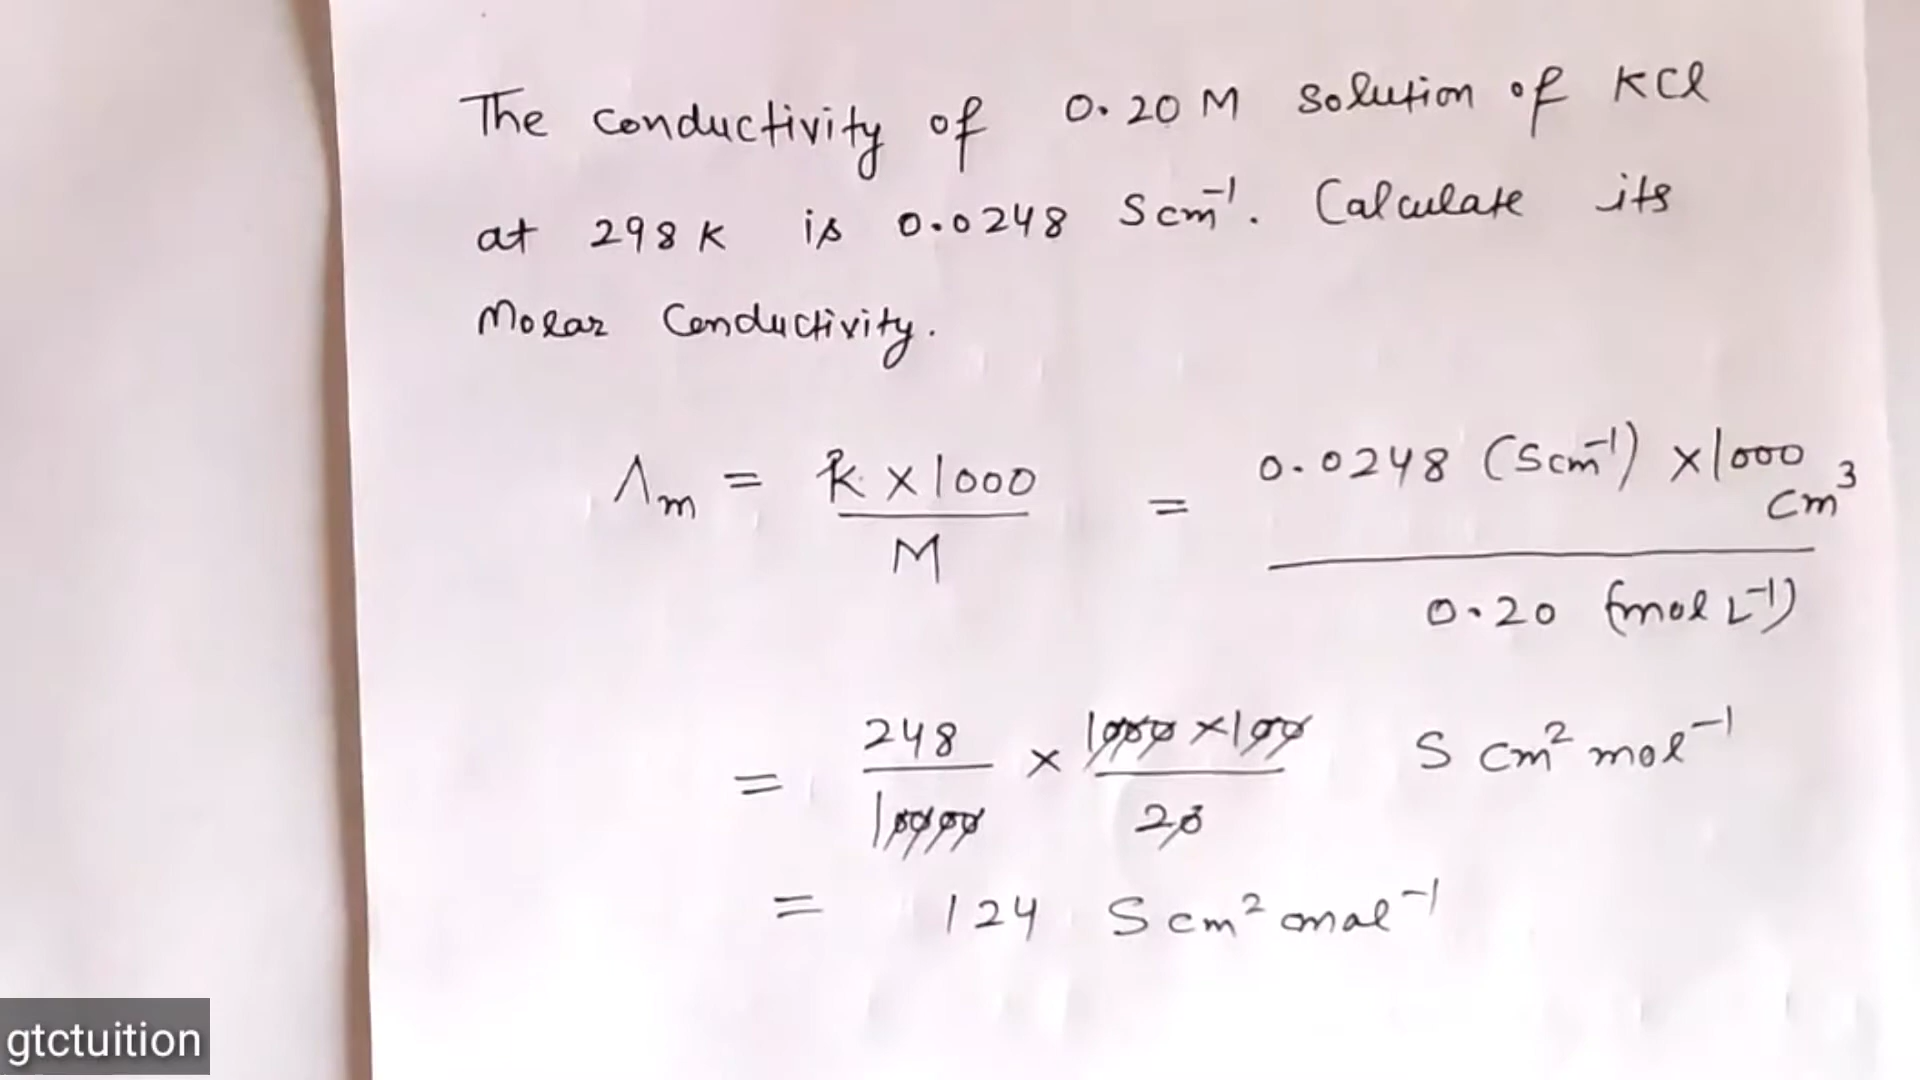 The conductivity of 0.20 M solution of KCl
at 298 K is 0.0248 S cm⁻¹. Calculate its
Molar Conductivity.
Λm = k × 1000 / M = 0.0248 (S cm⁻¹) × 1000 cm³ / 0.20 (mol L⁻¹)
= 248 / 10000 × 1000 × 100 / 20 S cm² mol⁻¹
= 124 S cm² mol⁻¹
gtctuition